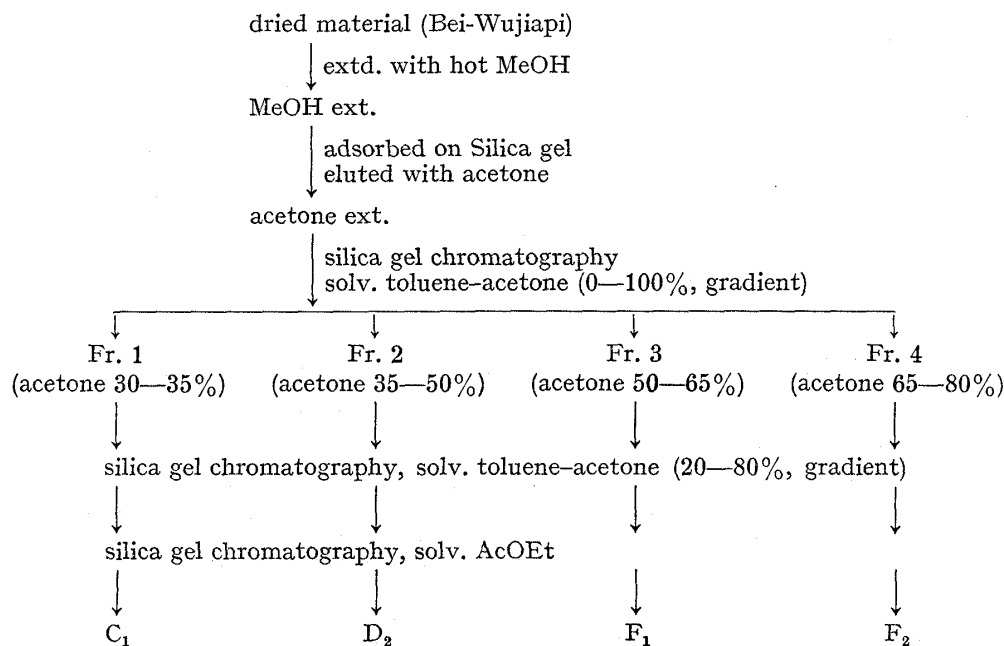 dried material (Bei-Wujiapi)
extd. with hot MeOH
MeOH ext.
adsorbed on Silica gel
eluted with acetone
acetone ext.
silica gel chromatography
solv. toluene–acetone (0—100%, gradient)
Fr. 1 Fr. 2 Fr. 3 Fr. 4
(acetone 30—35%) (acetone 35—50%) (acetone 50—65%) (acetone 65—80%)
silica gel chromatography, solv. toluene–acetone (20—80%, gradient)
silica gel chromatography, solv. AcOEt
C₁ D₂ F₁ F₂